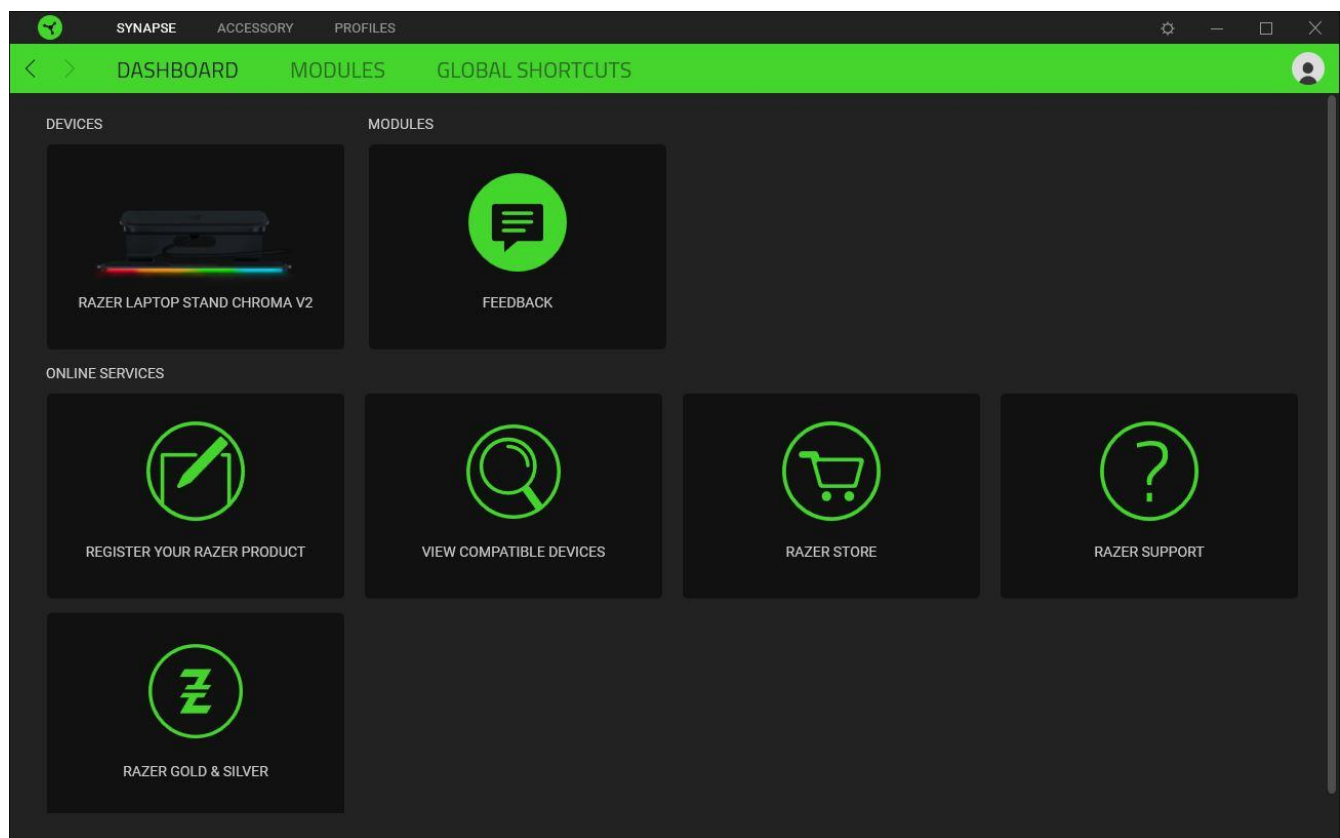 SYNAPSE ACCESSORY PROFILES
DASHBOARD MODULES GLOBAL SHORTCUTS
DEVICES MODULES
RAZER LAPTOP STAND CHROMA V2 FEEDBACK
ONLINE SERVICES
REGISTER YOUR RAZER PRODUCT VIEW COMPATIBLE DEVICES RAZER STORE RAZER SUPPORT
RAZER GOLD & SILVER